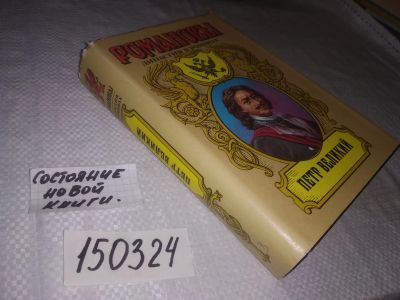 РОМАНОВЫ
ПЕТР ВЕЛИКИЙ
ПЕТР ВЕЛИКИЙ
СОСТОЯНИЕ
НОВОЙ
КНИГИ.
150324